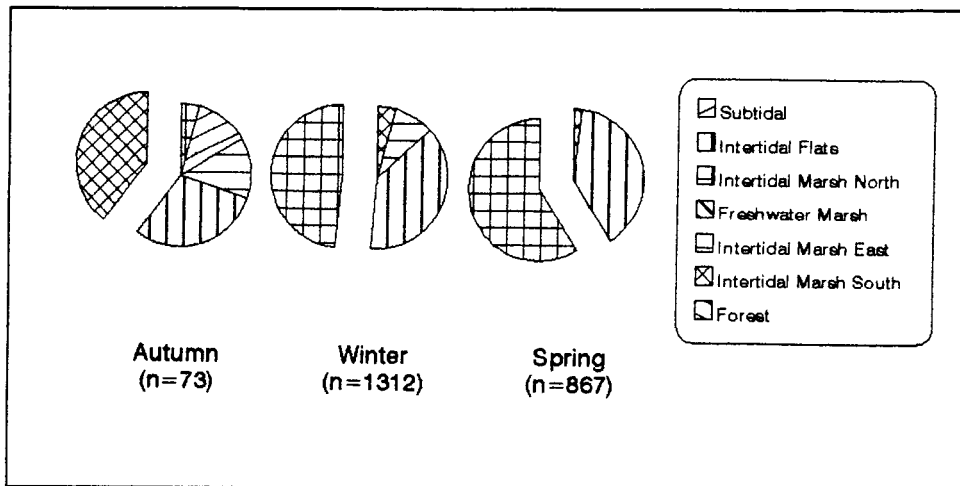 Subtidal
Intertidal Flats
Intertidal Marsh North
Freshwater Marsh
Intertidal Marsh East
Intertidal Marsh South
Forest
Autumn
(n=73)
Winter
(n=1312)
Spring
(n=867)